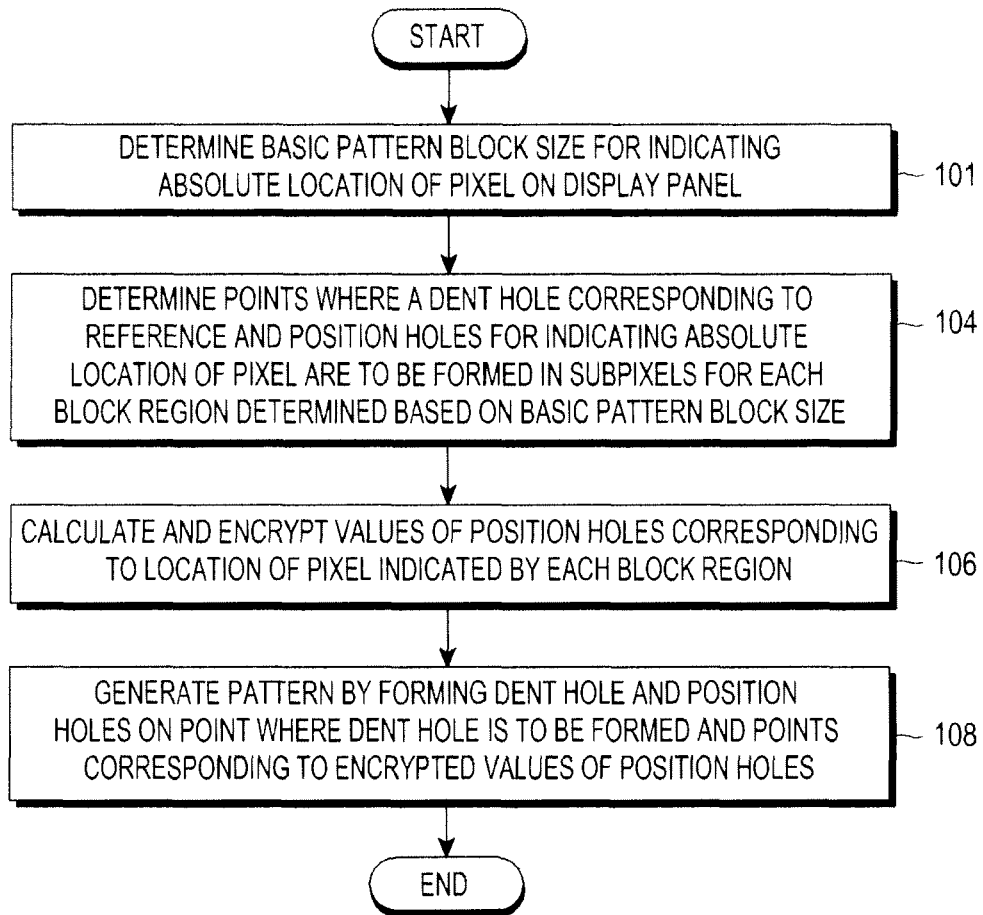 START
DETERMINE BASIC PATTERN BLOCK SIZE FOR INDICATING
ABSOLUTE LOCATION OF PIXEL ON DISPLAY PANEL
101
DETERMINE POINTS WHERE A DENT HOLE CORRESPONDING TO
REFERENCE AND POSITION HOLES FOR INDICATING ABSOLUTE
LOCATION OF PIXEL ARE TO BE FORMED IN SUBPIXELS FOR EACH
BLOCK REGION DETERMINED BASED ON BASIC PATTERN BLOCK SIZE
104
CALCULATE AND ENCRYPT VALUES OF POSITION HOLES CORRESPONDING
TO LOCATION OF PIXEL INDICATED BY EACH BLOCK REGION
106
GENERATE PATTERN BY FORMING DENT HOLE AND POSITION
HOLES ON POINT WHERE DENT HOLE IS TO BE FORMED AND POINTS
CORRESPONDING TO ENCRYPTED VALUES OF POSITION HOLES
108
END